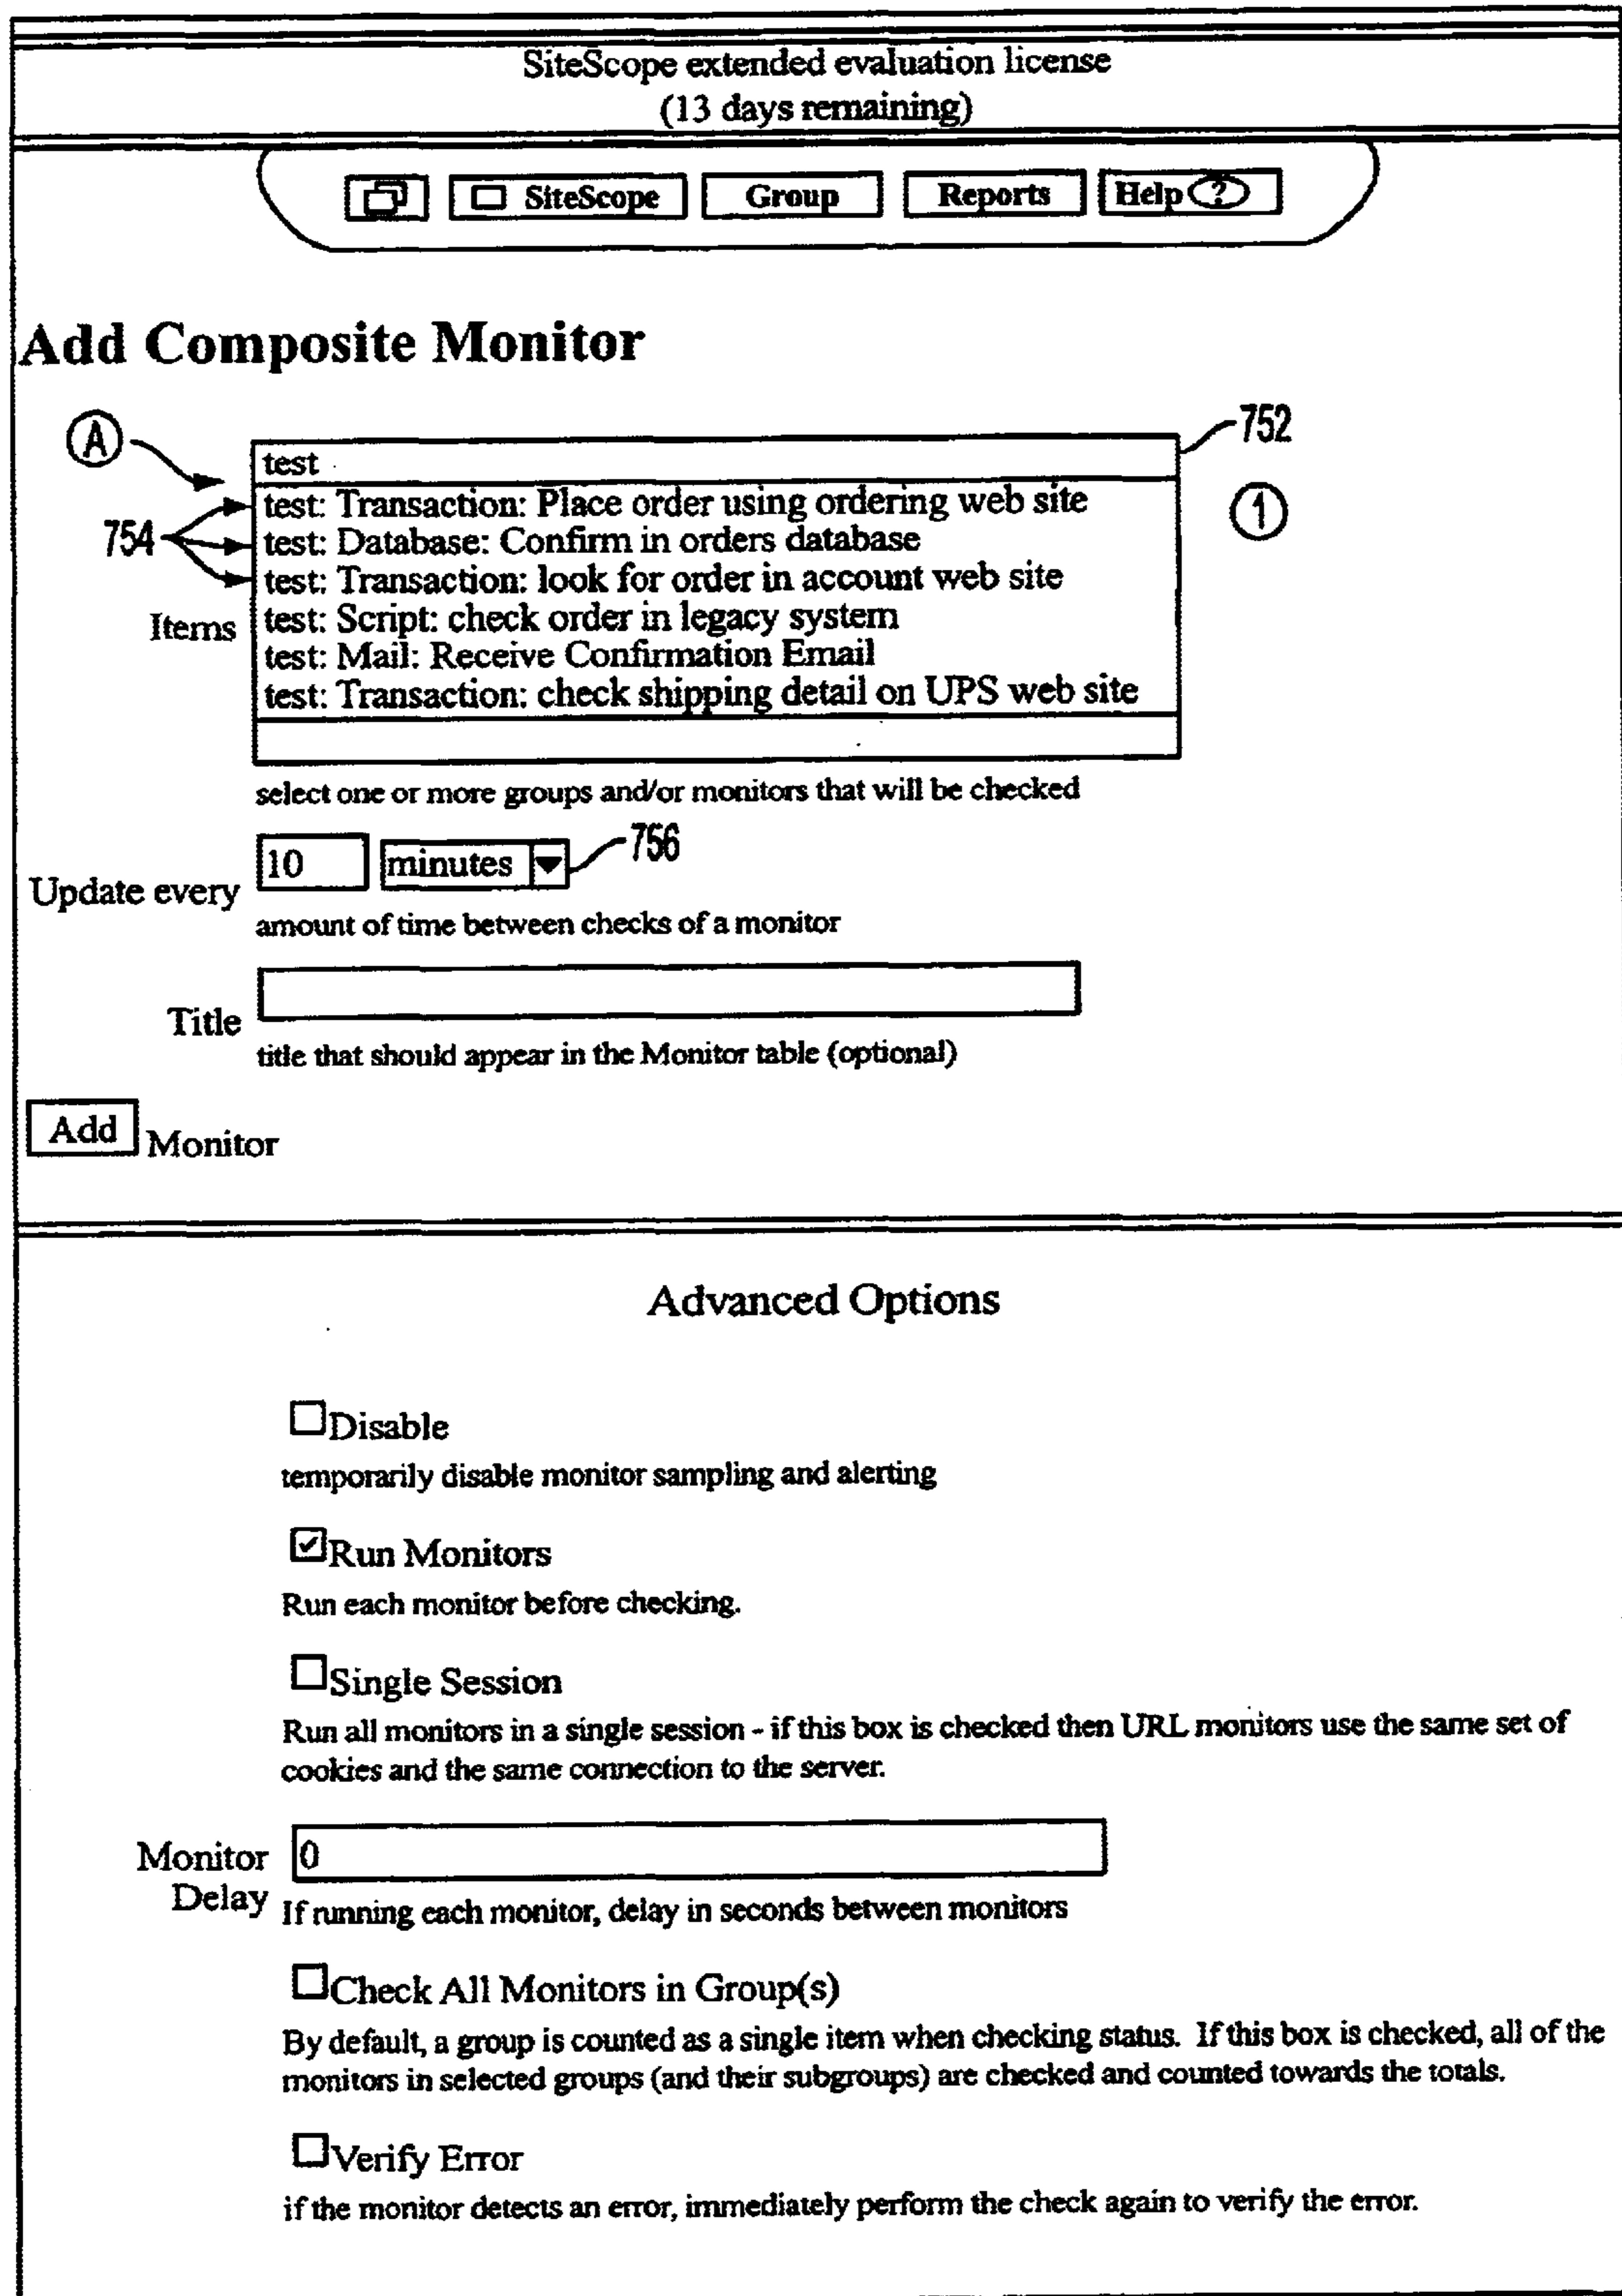 SiteScope extended evaluation license
(13 days remaining)
SiteScope Group Reports Help ?
Add Composite Monitor
A
752
test
1
test: Transaction: Place order using ordering web site
754
test: Database: Confirm in orders database
test: Transaction: look for order in account web site
Items
test: Script: check order in legacy system
test: Mail: Receive Confirmation Email
test: Transaction: check shipping detail on UPS web site
select one or more groups and/or monitors that will be checked
Update every 10 minutes 756
amount of time between checks of a monitor
Title
title that should appear in the Monitor table (optional)
Add Monitor
Advanced Options
Disable
temporarily disable monitor sampling and alerting
Run Monitors
Run each monitor before checking.
Single Session
Run all monitors in a single session - if this box is checked then URL monitors use the same set of
cookies and the same connection to the server.
Monitor 0
Delay
If running each monitor, delay in seconds between monitors
Check All Monitors in Group(s)
By default, a group is counted as a single item when checking status. If this box is checked, all of the
monitors in selected groups (and their subgroups) are checked and counted towards the totals.
Verify Error
if the monitor detects an error, immediately perform the check again to verify the error.